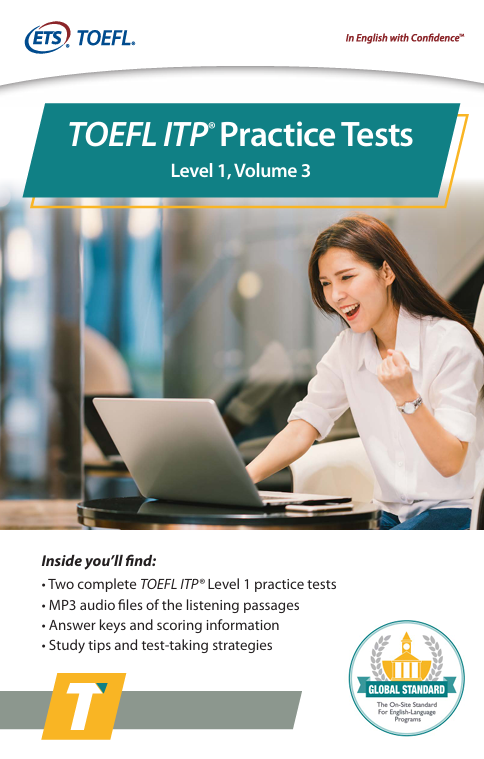 ETS® TOEFL®
In English with Confidence™
TOEFL ITP® Practice Tests
Level 1, Volume 3
Inside you’ll find:
• Two complete TOEFL ITP® Level 1 practice tests
• MP3 audio files of the listening passages
• Answer keys and scoring information
• Study tips and test-taking strategies
T
GLOBAL STANDARD
The On-Site Standard
For English-Language
Programs